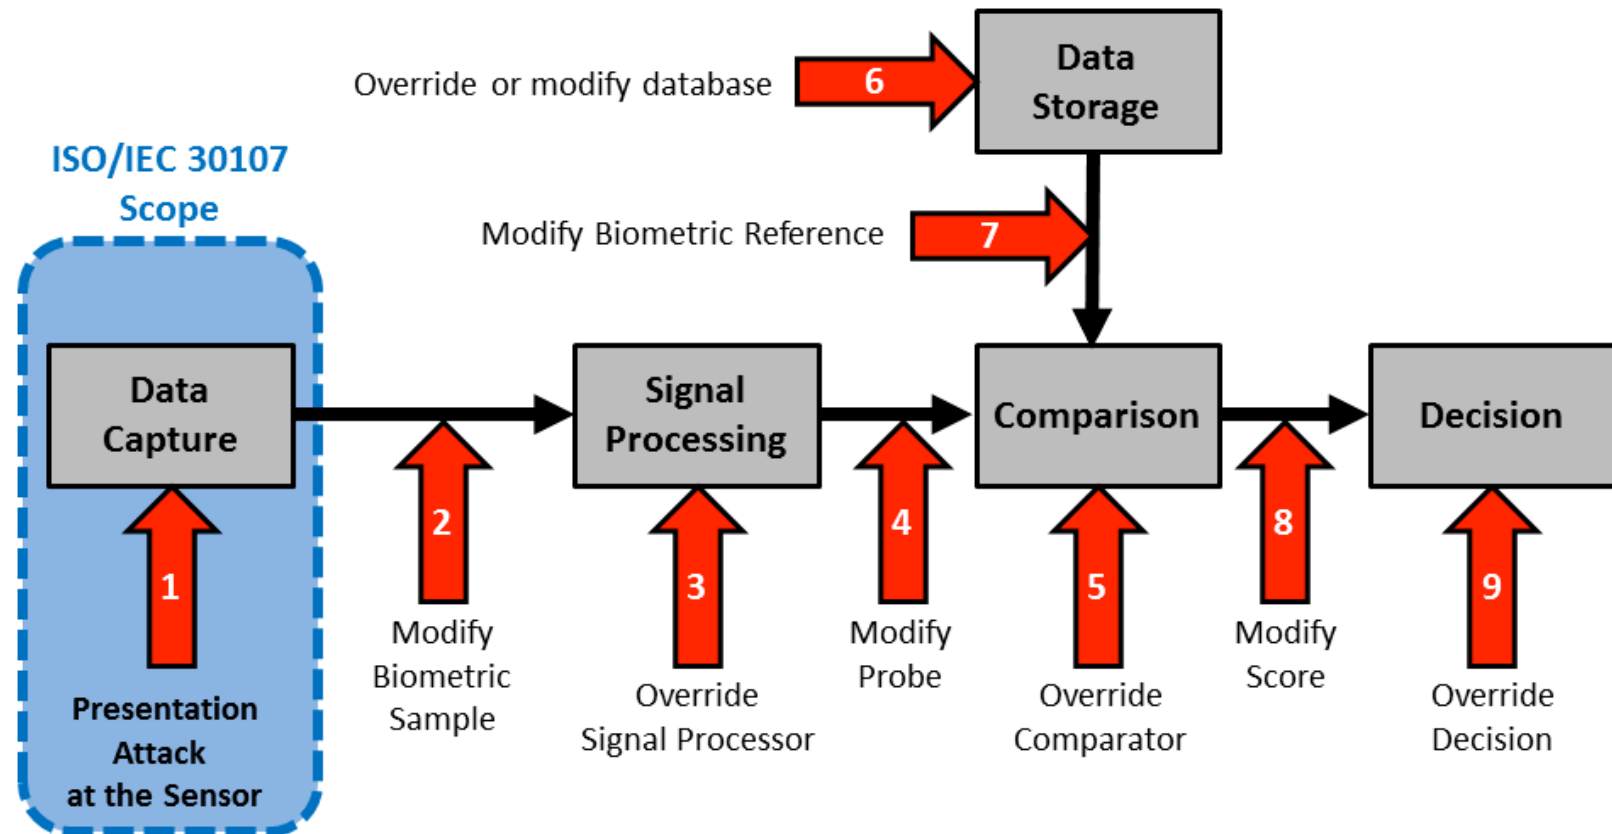 Override or modify database
6
Data
Storage
ISO/IEC 30107
Scope
Modify Biometric Reference
7
Data
Capture
Signal
Processing
Comparison
Decision
1
2
3
4
5
8
9
Presentation
Attack
at the Sensor
Modify
Biometric
Sample
Override
Signal Processor
Modify
Probe
Override
Comparator
Modify
Score
Override
Decision